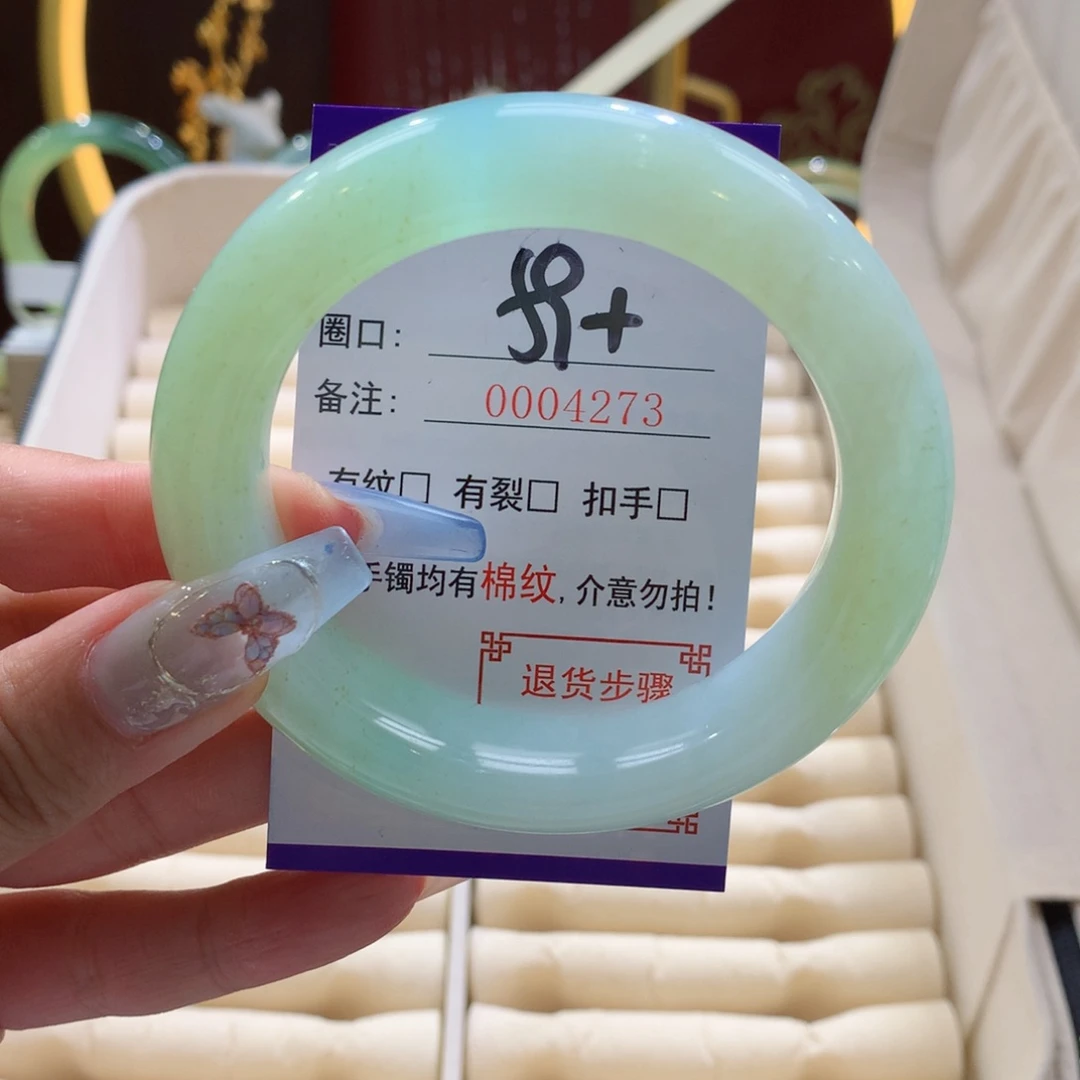 圈口: 59+
备注: 0004273
有纹□ 有裂□ 扣手□
手镯均有棉纹, 介意勿拍!
退货步骤